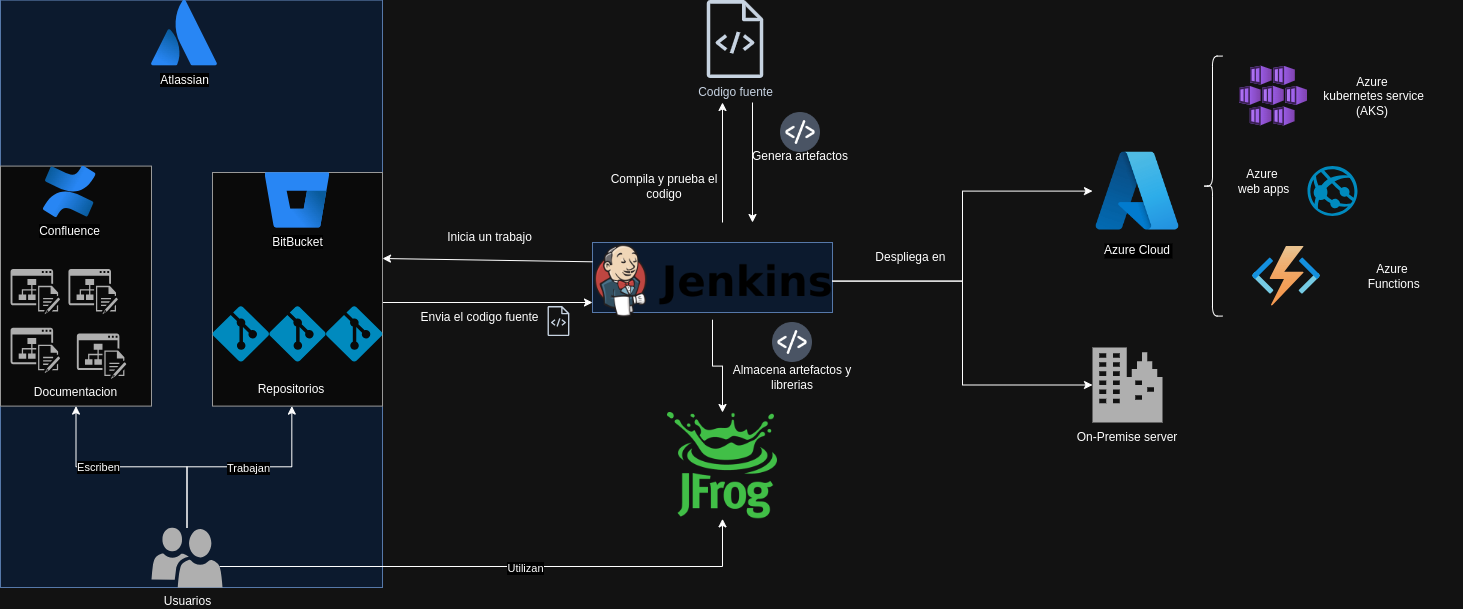 Atlassian
Confluence
Documentacion
BitBucket
Repositorios
Escriben
Trabajan
Usuarios
Inicia un trabajo
Envia el codigo fuente
Codigo fuente
Genera artefactos
Compila y prueba el
codigo
Jenkins
Almacena artefactos y
librerias
JFrog
Utilizan
Despliega en
Azure Cloud
On-Premise server
Azure
kubernetes service
(AKS)
Azure
web apps
Azure
Functions